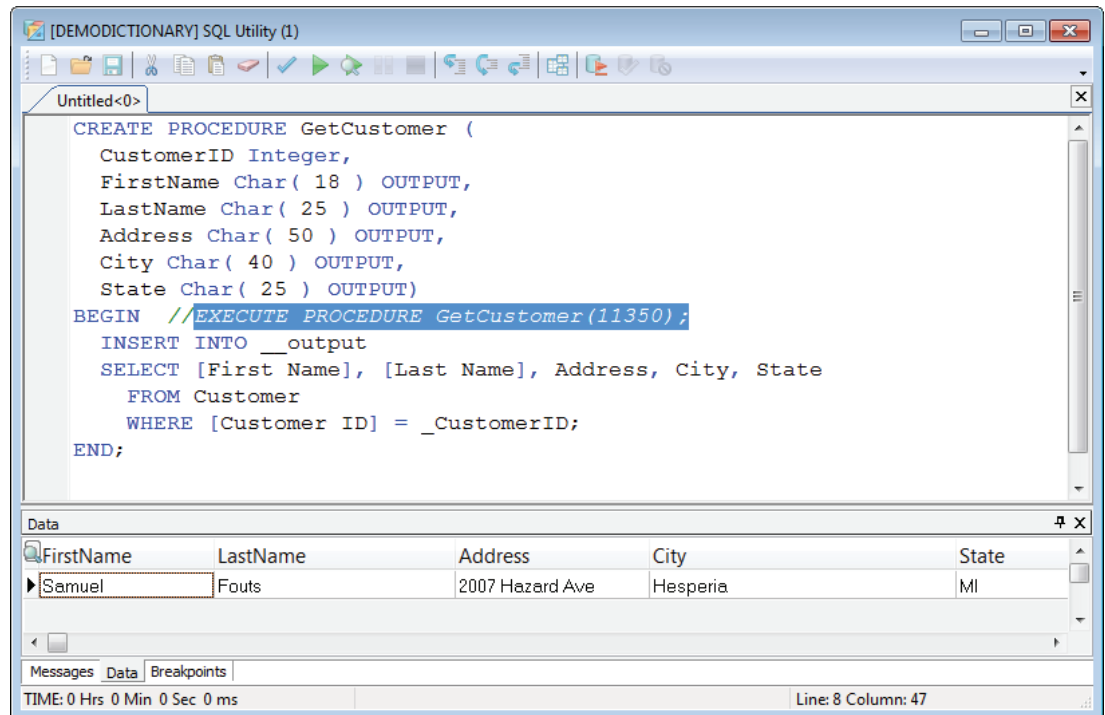 [DEMODICTIONARY] SQL Utility (1)
Untitled<0>
CREATE PROCEDURE GetCustomer (
CustomerID Integer,
FirstName Char( 18 ) OUTPUT,
LastName Char( 25 ) OUTPUT,
Address Char( 50 ) OUTPUT,
City Char( 40 ) OUTPUT,
State Char( 25 ) OUTPUT)
BEGIN //EXECUTE PROCEDURE GetCustomer(11350);
INSERT INTO __output
SELECT [First Name], [Last Name], Address, City, State
FROM Customer
WHERE [Customer ID] = _CustomerID;
END;
Data
FirstName LastName Address City State
Samuel Fouts 2007 Hazard Ave Hesperia MI
Messages Data Breakpoints
TIME: 0 Hrs 0 Min 0 Sec 0 ms Line: 8 Column: 47